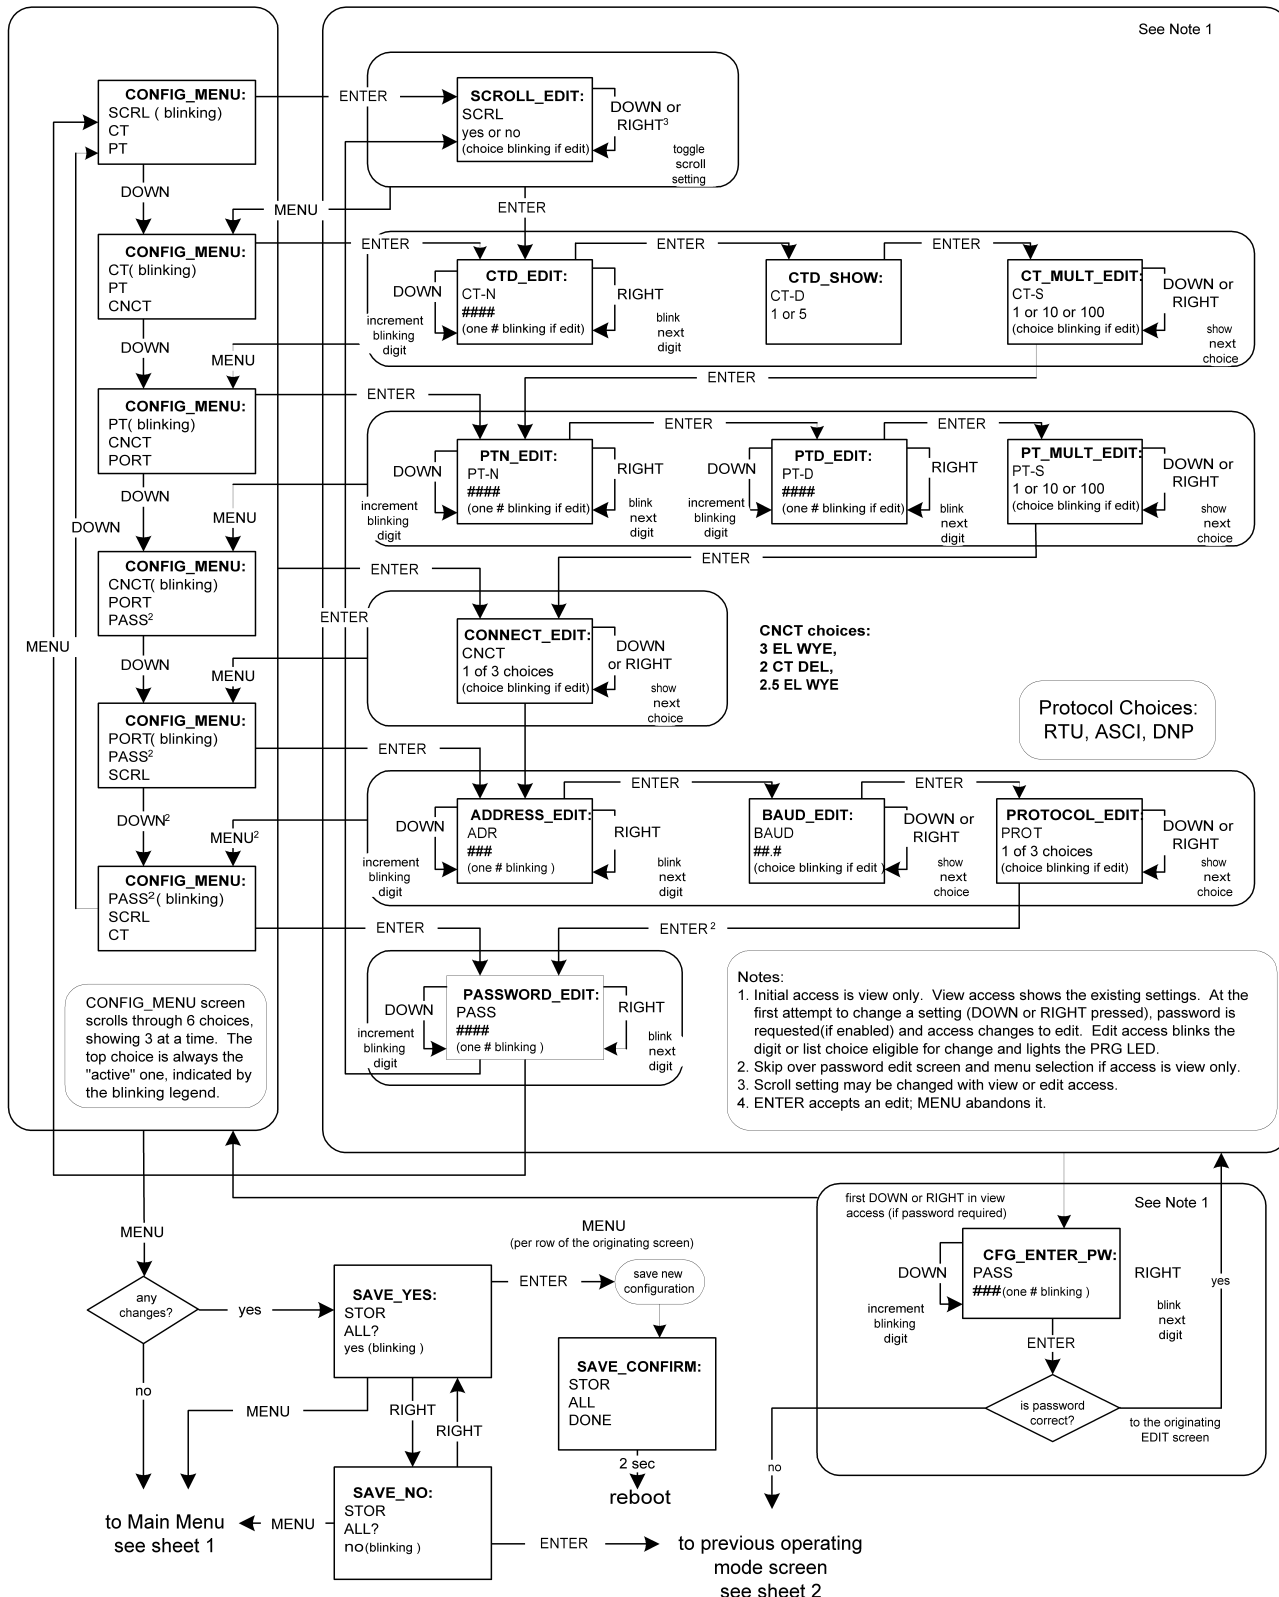 See Note 1
CONFIG_MENU:
SCRL ( blinking)
CT
PT
ENTER
SCROLL_EDIT:
SCRL
yes or no
(choice blinking if edit)
DOWN or
RIGHT3
toggle
scroll
setting
DOWN
MENU
ENTER
CONFIG_MENU:
CT( blinking)
PT
CNCT
ENTER
CTD_EDIT:
CT-N
####
(one # blinking if edit)
DOWN
increment
blinking
digit
RIGHT
blink
next
digit
ENTER
CTD_SHOW:
CT-D
1 or 5
ENTER
CT_MULT_EDIT:
CT-S
1 or 10 or 100
(choice blinking if edit)
DOWN or
RIGHT
show
next
choice
DOWN
MENU
ENTER
CONFIG_MENU:
PT( blinking)
CNCT
PORT
ENTER
PTN_EDIT:
PT-N
####
(one # blinking if edit)
DOWN
increment
blinking
digit
RIGHT
blink
next
digit
ENTER
PTD_EDIT:
PT-D
####
(one # blinking if edit)
DOWN
increment
blinking
digit
RIGHT
blink
next
digit
ENTER
PT_MULT_EDIT:
PT-S
1 or 10 or 100
(choice blinking if edit)
DOWN or
RIGHT
show
next
choice
DOWN
DOWN
MENU
ENTER
CONFIG_MENU:
CNCT( blinking)
PORT
PASS2
ENTER
ENTER
CONNECT_EDIT:
CNCT
1 of 3 choices
(choice blinking if edit)
DOWN
or RIGHT
show
next
choice
CNCT choices:
3 EL WYE,
2 CT DEL,
2.5 EL WYE
MENU
DOWN
MENU
Protocol Choices:
RTU, ASCI, DNP
CONFIG_MENU:
PORT( blinking)
PASS2
SCRL
ENTER
ADDRESS_EDIT:
ADR
###
(one # blinking )
DOWN
increment
blinking
digit
RIGHT
blink
next
digit
ENTER
BAUD_EDIT:
BAUD
##.#
(choice blinking if edit )
DOWN or
RIGHT
show
next
choice
ENTER
PROTOCOL_EDIT:
PROT
1 of 3 choices
(choice blinking if edit)
DOWN or
RIGHT
show
next
choice
DOWN2
MENU2
CONFIG_MENU:
PASS2( blinking)
SCRL
CT
ENTER
ENTER 2
PASSWORD_EDIT:
PASS
####
(one # blinking )
DOWN
increment
blinking
digit
RIGHT
blink
next
digit
CONFIG_MENU screen
scrolls through 6 choices,
showing 3 at a time. The
top choice is always the
"active" one, indicated by
the blinking legend.
Notes:
1. Initial access is view only. View access shows the existing settings. At the
first attempt to change a setting (DOWN or RIGHT pressed), password is
requested(if enabled) and access changes to edit. Edit access blinks the
digit or list choice eligible for change and lights the PRG LED.
2. Skip over password edit screen and menu selection if access is view only.
3. Scroll setting may be changed with view or edit access.
4. ENTER accepts an edit; MENU abandons it.
first DOWN or RIGHT in view
access (if password required)
See Note 1
CFG_ENTER_PW:
PASS
### (one # blinking )
DOWN
increment
blinking
digit
RIGHT
blink
next
digit
yes
ENTER
is password
correct?
to the originating
EDIT screen
no
MENU
(per row of the originating screen)
MENU
any
changes?
yes
no
SAVE_YES:
STOR
ALL?
yes (blinking )
ENTER
save new
configuration
SAVE_CONFIRM:
STOR
ALL
DONE
2 sec
reboot
MENU
RIGHT
RIGHT
SAVE_NO:
STOR
ALL?
no(blinking )
MENU
to Main Menu
see sheet 1
ENTER
to previous operating
mode screen
see sheet 2